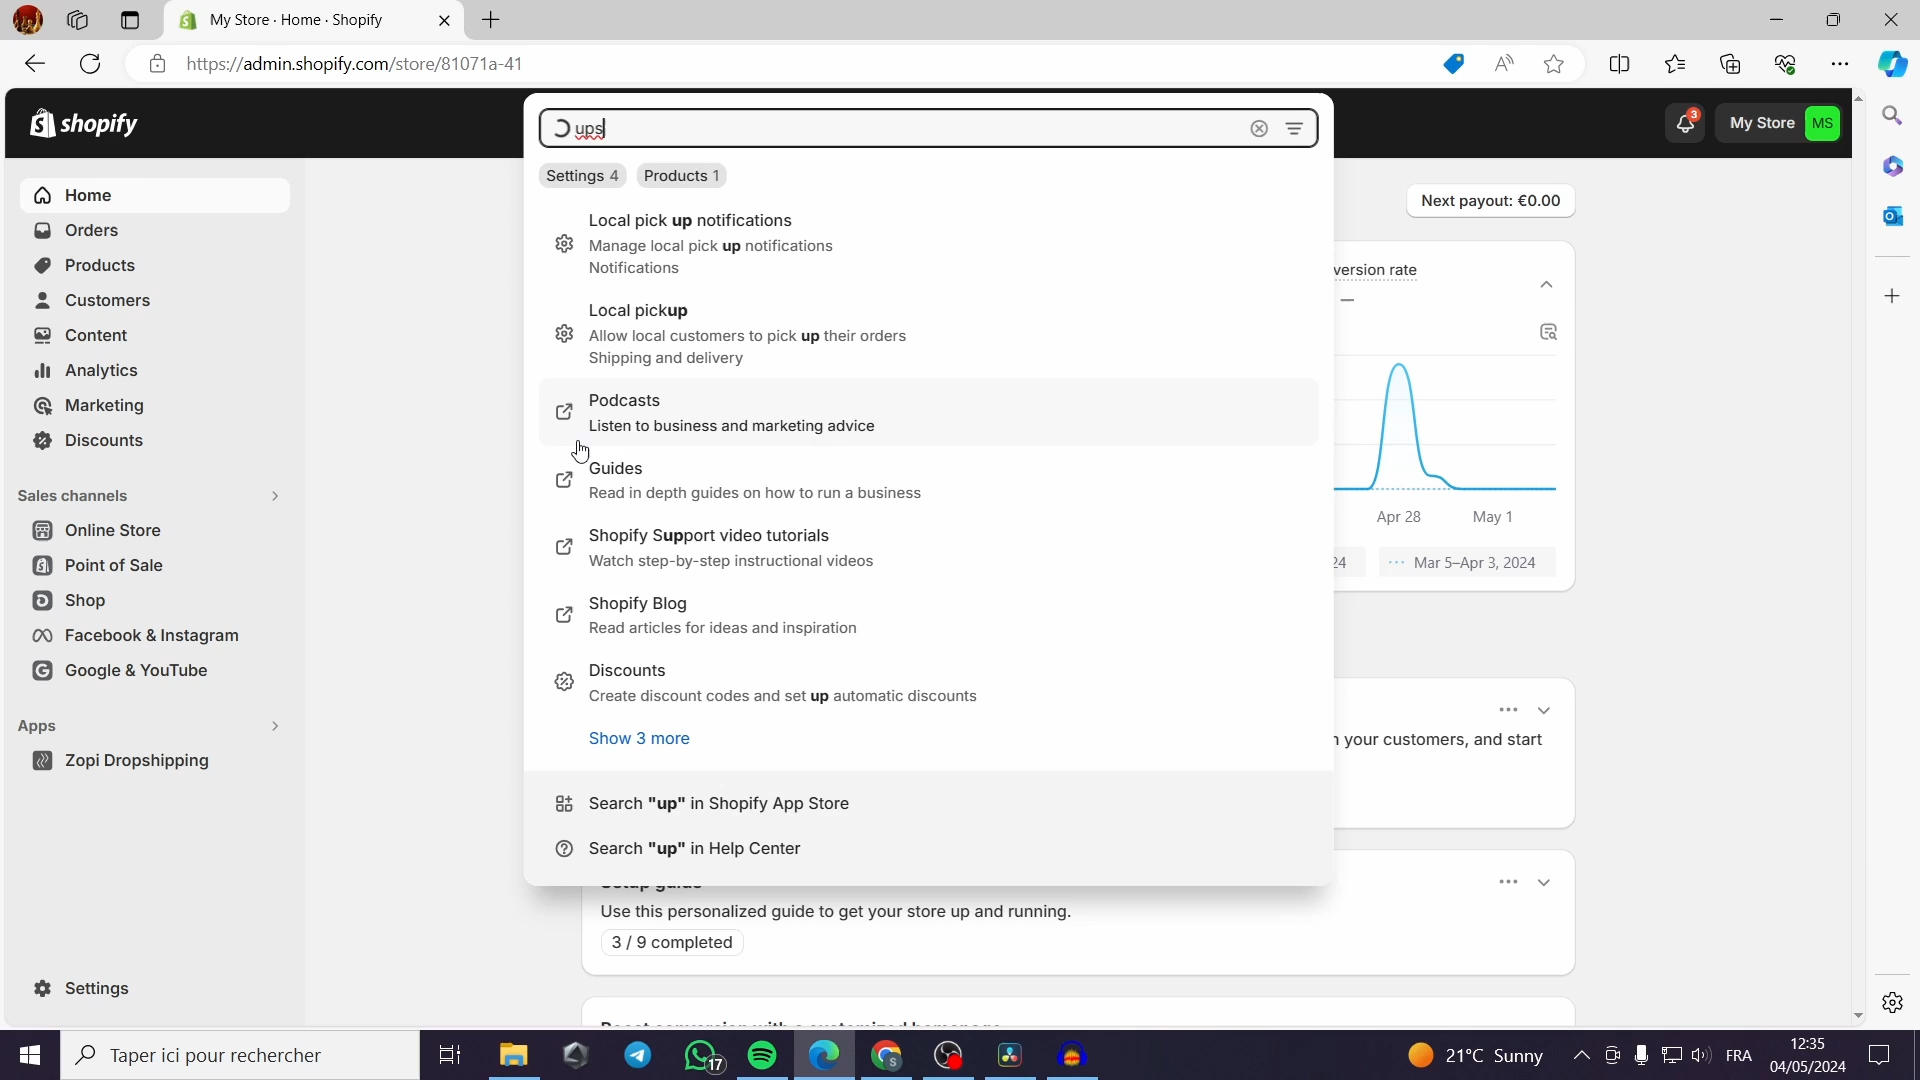 My Store · Home · Shopify
https://admin.shopify.com/store/81071a-41
shopify
ups
3
My Store
MS
Settings 4
Products 1
Home
Orders
Products
Customers
Content
Analytics
Marketing
Discounts
Sales channels
Online Store
Point of Sale
Shop
Facebook & Instagram
Google & YouTube
Apps
Zopi Dropshipping
Settings
Local pick up notifications
Manage local pick up notifications
Notifications
Local pickup
Allow local customers to pick up their orders
Shipping and delivery
Podcasts
Listen to business and marketing advice
Guides
Read in depth guides on how to run a business
Shopify Support video tutorials
Watch step-by-step instructional videos
Shopify Blog
Read articles for ideas and inspiration
Discounts
Create discount codes and set up automatic discounts
Show 3 more
Search "up" in Shopify App Store
Search "up" in Help Center
Next payout: €0.00
version rate
—
Apr 28
May 1
24
Mar 5–Apr 3, 2024
your customers, and start
Use this personalized guide to get your store up and running.
3 / 9 completed
Taper ici pour rechercher
17
21°C Sunny
FRA
12:35
04/05/2024